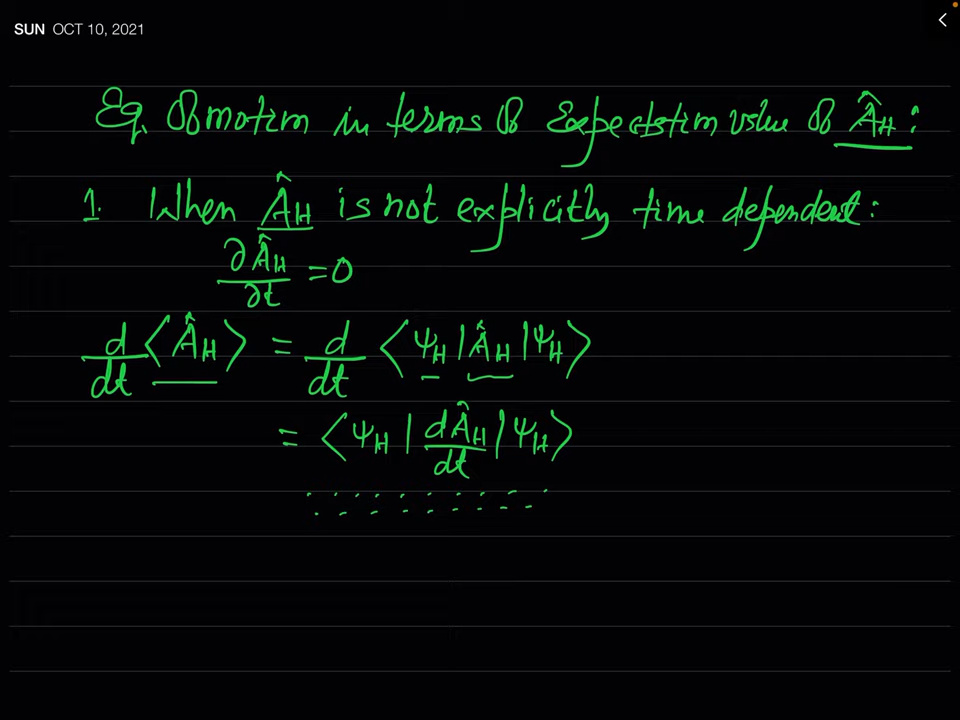 SUN OCT 10, 2021
Eq. Of motion in terms of Expectation value of Â_H :
1. When Â_H is not explicitly time dependent :
∂Â_H/∂t = 0
d/dt ⟨Â_H⟩ = d/dt ⟨Ψ_H|Â_H|Ψ_H⟩
= ⟨Ψ_H| dÂ_H/dt |Ψ_H⟩